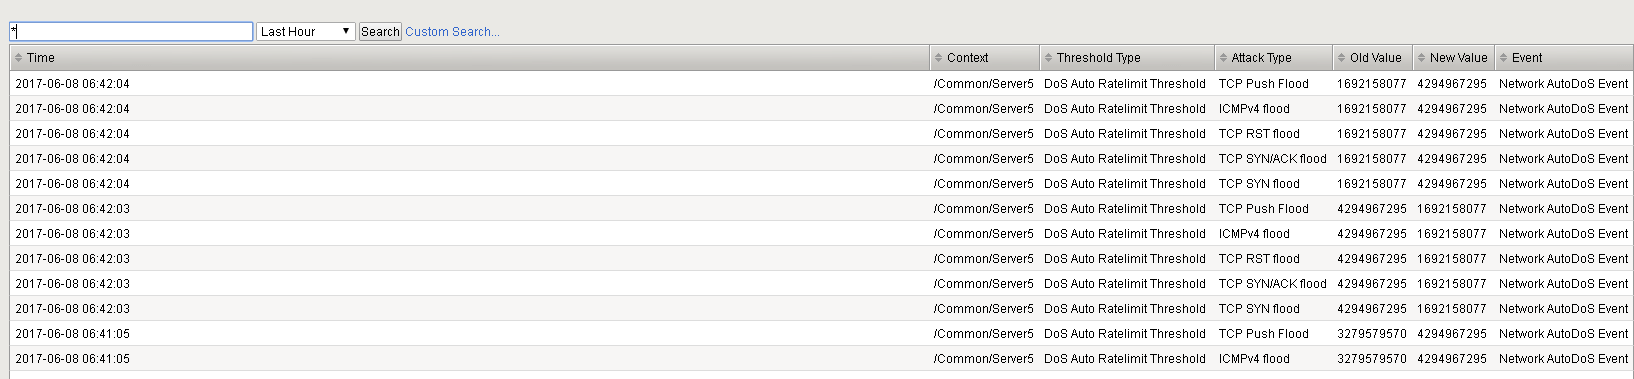 *
Last Hour Search Custom Search...
Time Context Threshold Type Attack Type Old Value New Value Event
2017-06-08 06:42:04 /Common/Server5 DoS Auto Ratelimit Threshold TCP Push Flood 1692158077 4294967295 Network AutoDoS Event
2017-06-08 06:42:04 /Common/Server5 DoS Auto Ratelimit Threshold ICMPv4 flood 1692158077 4294967295 Network AutoDoS Event
2017-06-08 06:42:04 /Common/Server5 DoS Auto Ratelimit Threshold TCP RST flood 1692158077 4294967295 Network AutoDoS Event
2017-06-08 06:42:04 /Common/Server5 DoS Auto Ratelimit Threshold TCP SYN/ACK flood 1692158077 4294967295 Network AutoDoS Event
2017-06-08 06:42:04 /Common/Server5 DoS Auto Ratelimit Threshold TCP SYN flood 1692158077 4294967295 Network AutoDoS Event
2017-06-08 06:42:03 /Common/Server5 DoS Auto Ratelimit Threshold TCP Push Flood 4294967295 1692158077 Network AutoDoS Event
2017-06-08 06:42:03 /Common/Server5 DoS Auto Ratelimit Threshold ICMPv4 flood 4294967295 1692158077 Network AutoDoS Event
2017-06-08 06:42:03 /Common/Server5 DoS Auto Ratelimit Threshold TCP RST flood 4294967295 1692158077 Network AutoDoS Event
2017-06-08 06:42:03 /Common/Server5 DoS Auto Ratelimit Threshold TCP SYN/ACK flood 4294967295 1692158077 Network AutoDoS Event
2017-06-08 06:42:03 /Common/Server5 DoS Auto Ratelimit Threshold TCP SYN flood 4294967295 1692158077 Network AutoDoS Event
2017-06-08 06:41:05 /Common/Server5 DoS Auto Ratelimit Threshold TCP Push Flood 3279579570 4294967295 Network AutoDoS Event
2017-06-08 06:41:05 /Common/Server5 DoS Auto Ratelimit Threshold ICMPv4 flood 3279579570 4294967295 Network AutoDoS Event